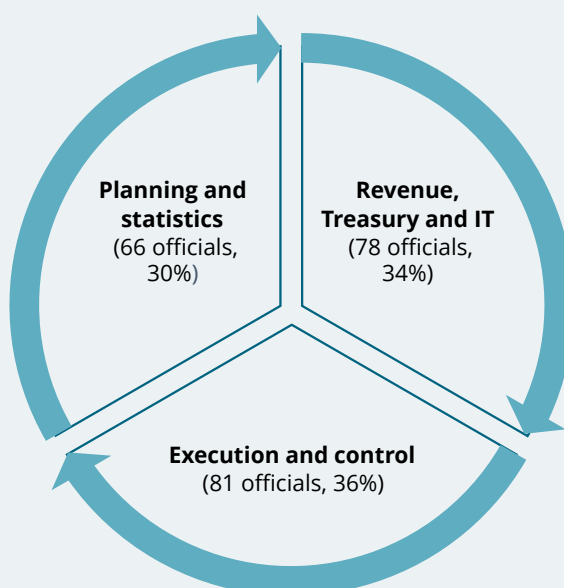 Planning and
statistics
(66 officials,
30%)
Revenue,
Treasury and IT
(78 officials,
34%)
Execution and control
(81 officials, 36%)